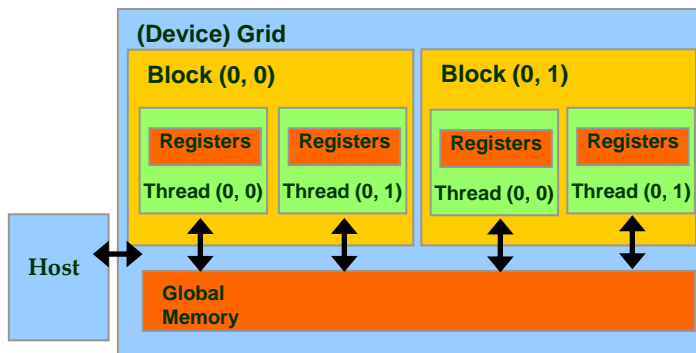 (Device) Grid
Block (0, 0)
Block (0, 1)
Registers
Registers
Registers
Registers
Thread (0, 0)
Thread (0, 1)
Thread (0, 0)
Thread (0, 1)
Host
Global
Memory